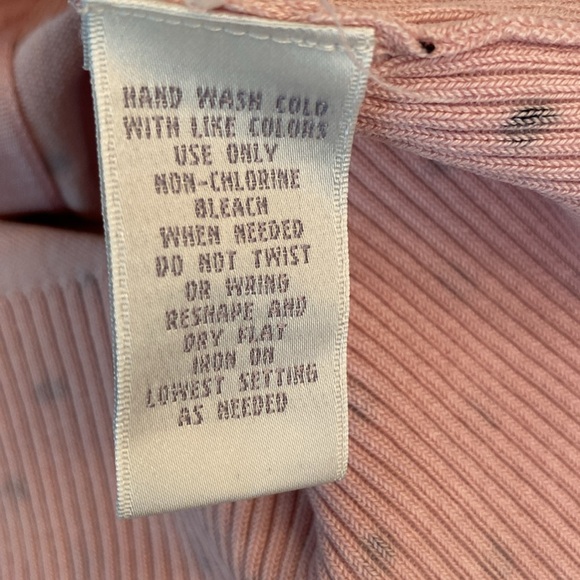 HAND WASH COLD
WITH LIKE COLORS
USE ONLY
NON-CHLORINE
BLEACH
WHEN NEEDED
DO NOT TWIST
OR WRING
RESHAPE AND
DRY FLAT
IRON ON
LOWEST SETTING
AS NEEDED